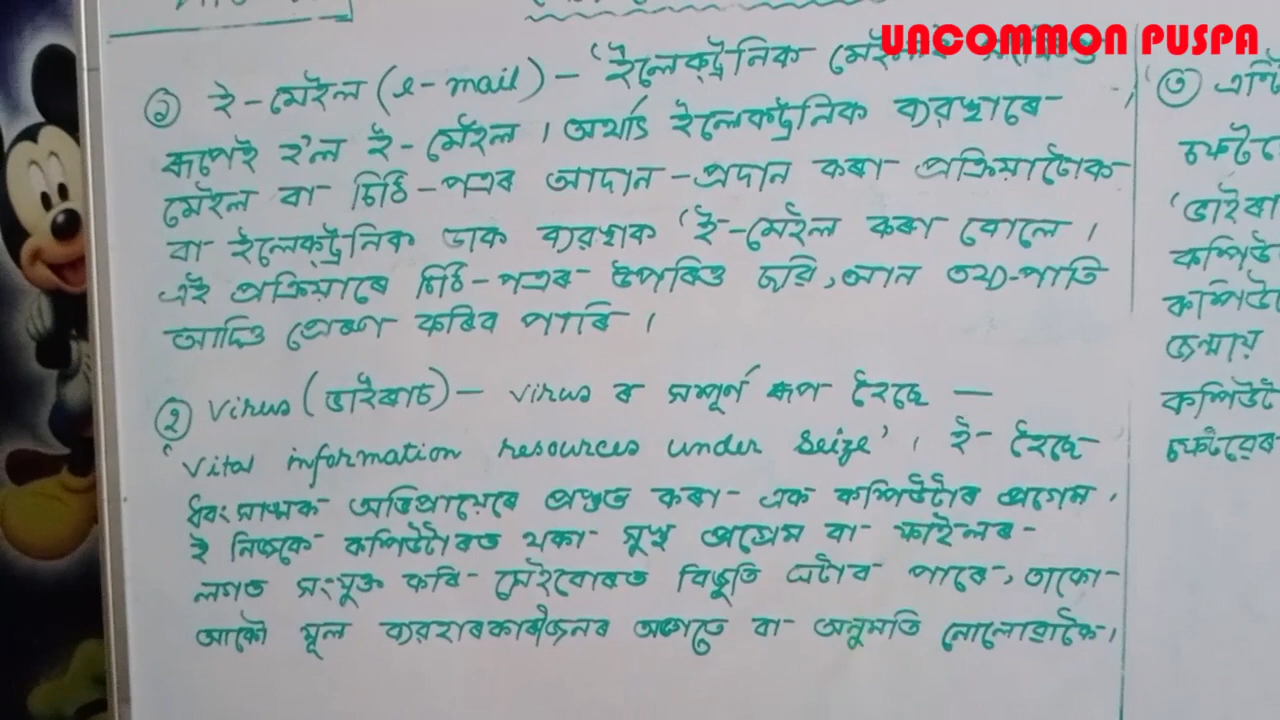 UNCOMMON PUSPA
① ই-মেইল (e-mail) – 'ইলেক্ট্ৰনিক
ৰূপেই হ'ল ই-মেইল। অৰ্থাৎ ইলেকট্ৰনিক ব্যৱস্থাৰে
মেইল বা চিঠি-পত্ৰৰ আদান-প্ৰদান কৰা প্ৰক্ৰিয়াটোক
বা ইলেক্ট্ৰনিক ডাক ব্যৱস্থাক 'ই-মেইল কৰা বোলে।
এই প্ৰক্ৰিয়াৰে চিঠি-পত্ৰৰ উপৰিও ছবি, আন তথ্য-পাতি
আদিও প্ৰেৰণ কৰিব পাৰি।
② Virus (ভাইৰাচ) – Virus ৰ সম্পূৰ্ণ ৰূপ হৈছে —
'Vital information resources under seize'। ই হৈছে
ধ্বংসাত্মক অভিপ্ৰায়েৰে প্ৰস্তুত কৰা এক কম্পিউটাৰ প্ৰগ্ৰেম।
ই নিজকে কম্পিউটাৰত থকা সুস্থ প্ৰগ্ৰেম বা ফাইলৰ
লগত সংযুক্ত কৰি সেইবোৰত বিজুতি ঘটাব পাৰে, তাকো
আকৌ মূল ব্যৱহাৰকাৰীজনৰ অজ্ঞাতে বা অনুমতি নোলোৱাকৈ।
③
'ভাইৰা
কম্পিউ
কম্পিউটে
জন্মায়
কম্পিউটে